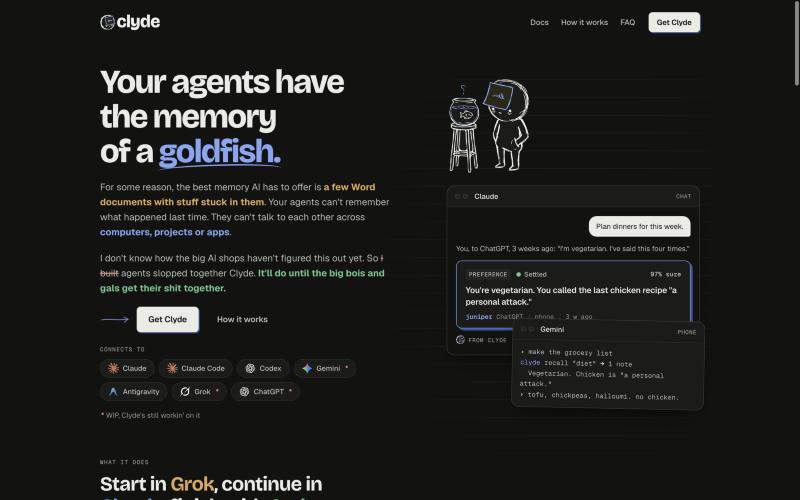 clyde
Docs How it works FAQ Get Clyde
Your agents have
the memory
of a goldfish.
For some reason, the best memory AI has to offer is a few Word
documents with stuff stuck in them. Your agents can't remember
what happened last time. They can't talk to each other across
computers, projects or apps.
I don't know how the big AI shops haven't figured this out yet. So I
built agents slopped together Clyde. It'll do until the big bois and
gals get their shit together.
Get Clyde How it works
CONNECTS TO
Claude Claude Code Codex Gemini *
Antigravity Grok * ChatGPT *
* WIP, Clyde's still workin' on it
?
Claude CHAT
Plan dinners for this week.
You, to ChatGPT, 3 weeks ago: "I'm vegetarian. I've said this four times."
PREFERENCE Settled 97% sure
You're vegetarian. You called the last chicken recipe "a
personal attack."
juniper ChatGPT / phone / 3 w ago
FROM CLYDE
Gemini PHONE
› make the grocery list
clyde recall "diet" → 1 note
Vegetarian. Chicken is "a personal
attack."
› tofu, chickpeas, halloumi. no chicken.
WHAT IT DOES
Start in Grok, continue in